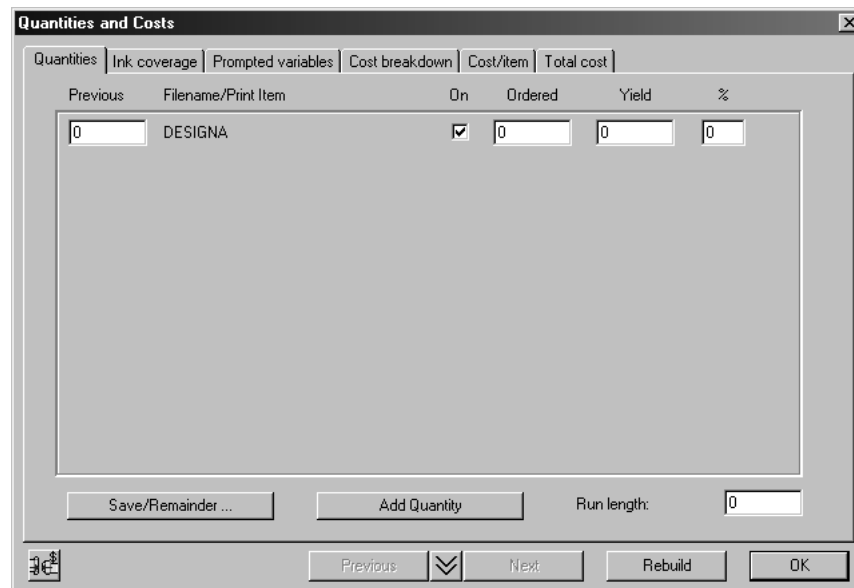 Quantities and Costs
Quantities Ink coverage Prompted variables Cost breakdown Cost/item Total cost
Previous Filename/Print Item On Ordered Yield %
0 DESIGNA 0 0 0
Save/Remainder ... Add Quantity Run length: 0
Previous Next Rebuild OK